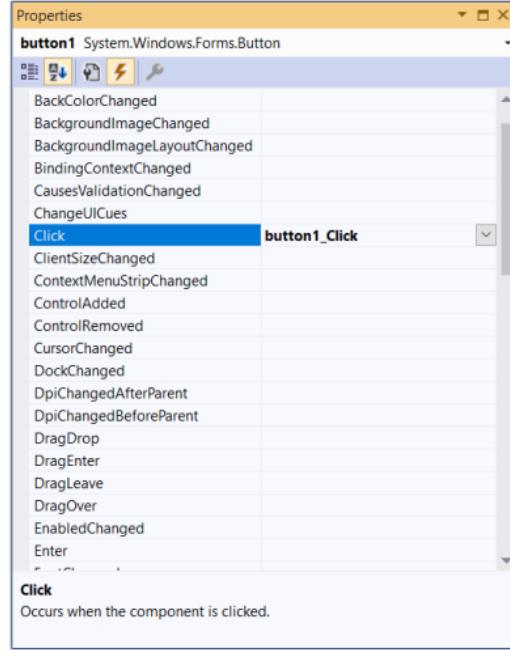 Properties
button1 System.Windows.Forms.Button
BackColorChanged
BackgroundImageChanged
BackgroundImageLayoutChanged
BindingContextChanged
CausesValidationChanged
ChangeUICues
Click button1_Click
ClientSizeChanged
ContextMenuStripChanged
ControlAdded
ControlRemoved
CursorChanged
DockChanged
DpiChangedAfterParent
DpiChangedBeforeParent
DragDrop
DragEnter
DragLeave
DragOver
EnabledChanged
Enter
Click
Occurs when the component is clicked.